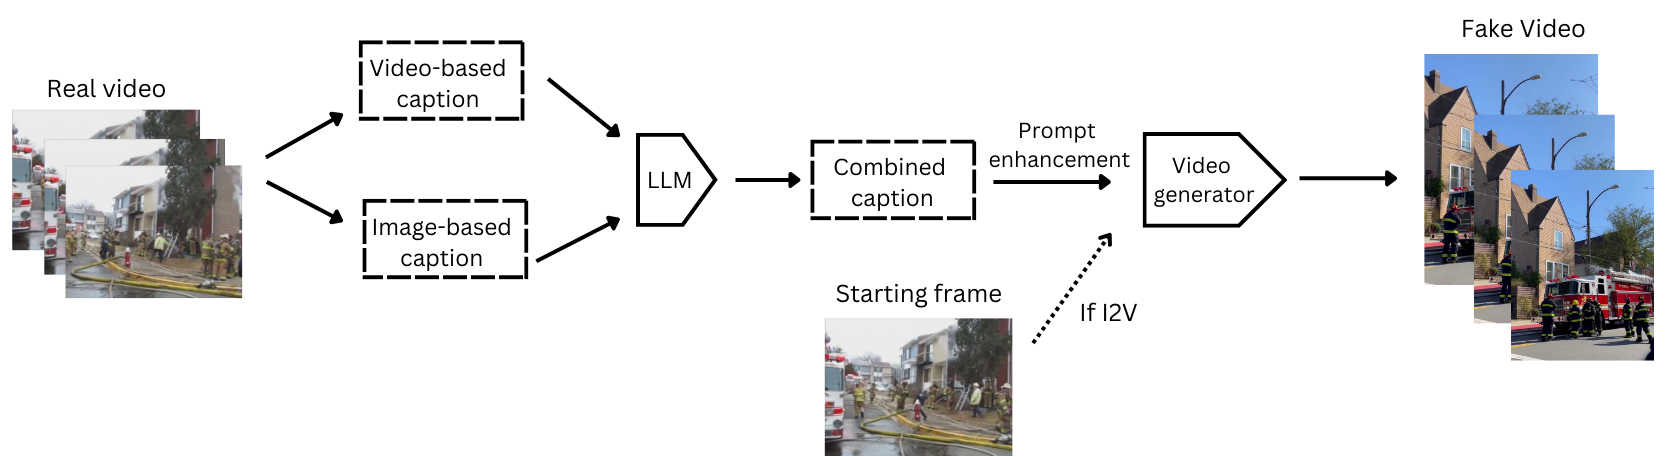 Real video
Video-based
caption
Image-based
caption
LLM
Combined
caption
Prompt
enhancement
Starting frame
If I2V
Video
generator
Fake Video